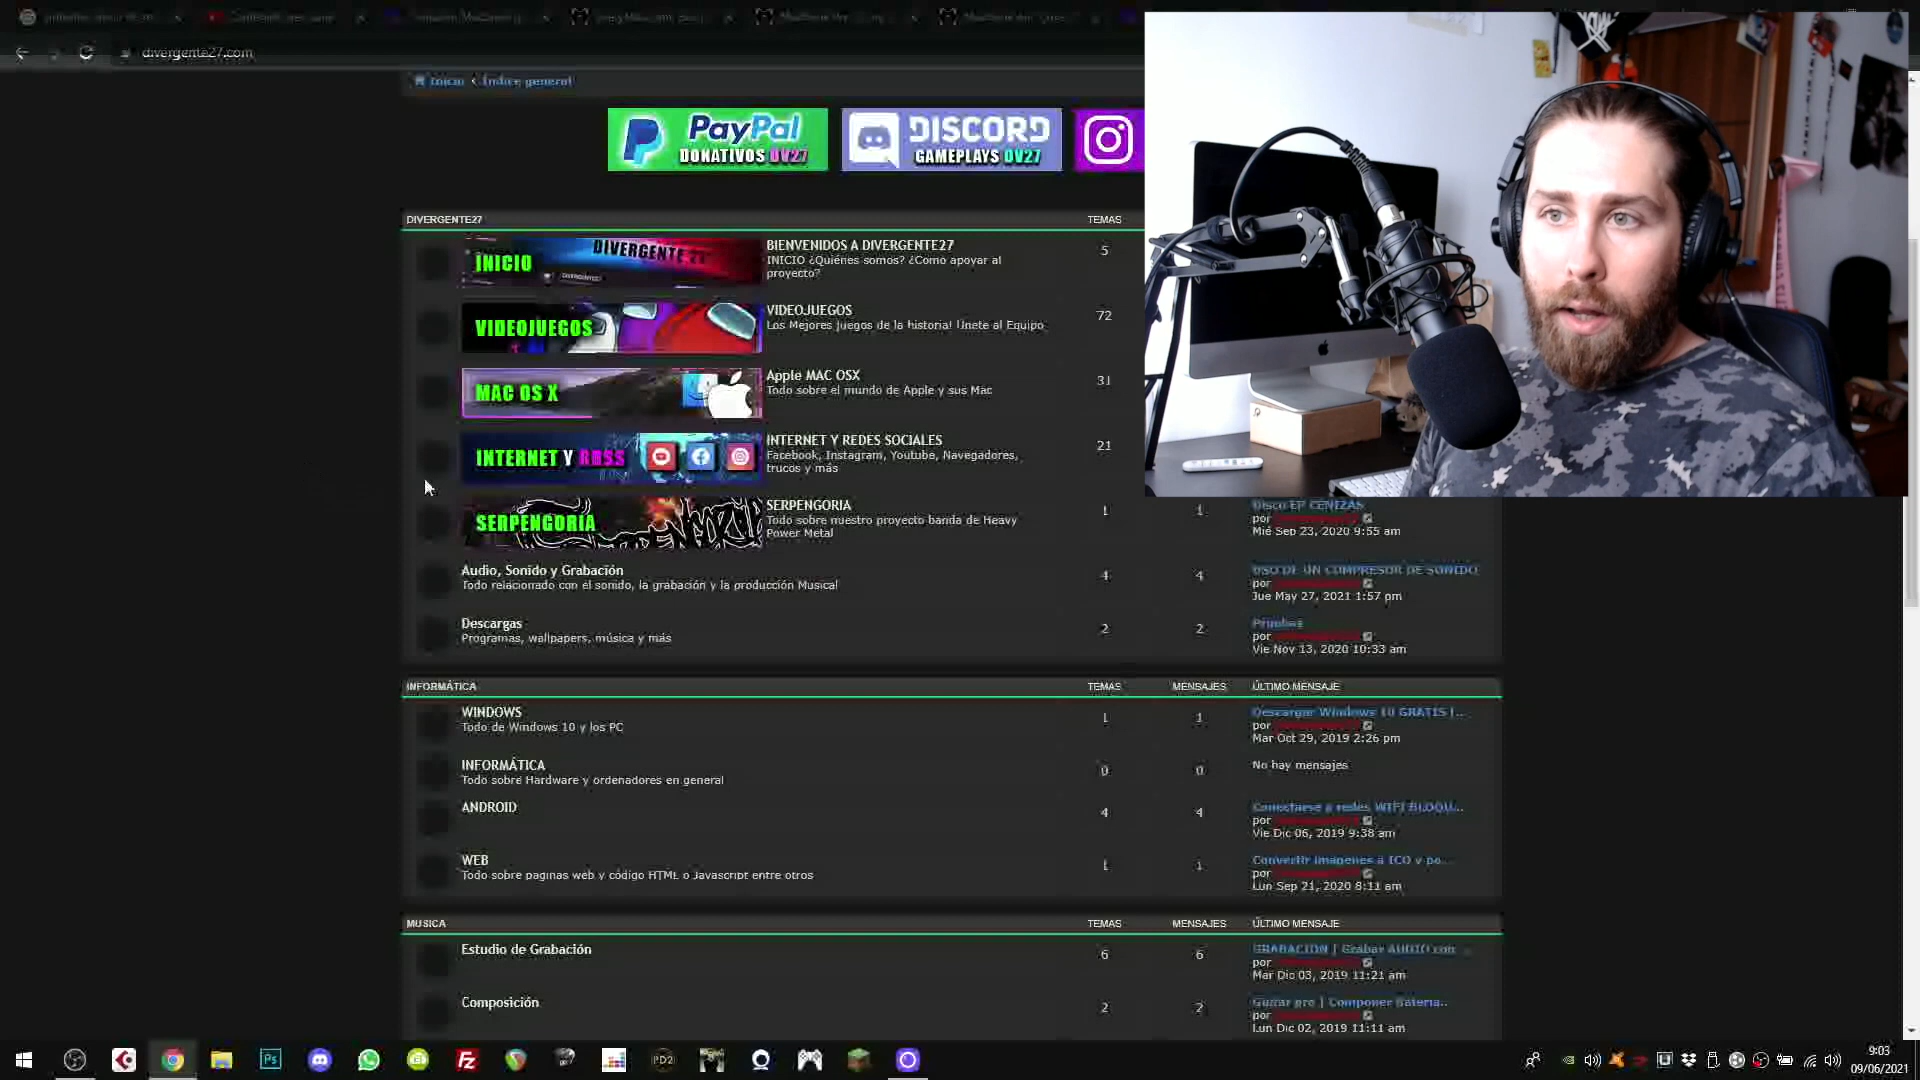 divergente27.com
Inicio ‹ Índice general
PayPal
DONATIVOS DV27
DISCORD
GAMEPLAYS DV27
DIVERGENTE27
TEMAS
DIVERGENTE 27
INICIO
BIENVENIDOS A DIVERGENTE27
INICIO ¿Quiénes somos? ¿Como apoyar al
proyecto?
5
VIDEOJUEGOS
VIDEOJUEGOS
Los Mejores juegos de la historia! Unete al Equipo
72
MAC OS X
Apple MAC OSX
Todo sobre el mundo de Apple y sus Mac
31
INTERNET Y RRSS
INTERNET Y REDES SOCIALES
Facebook, Instagram, Youtube, Navegadores,
trucos y más
21
SERPENGORIA
SERPENGORIA
Todo sobre nuestro proyecto banda de Heavy
Power Metal
1
1
Disco EP CENIZAS
por
Mié Sep 23, 2020 9:55 am
Audio, Sonido y Grabación
Todo relacionado con el sonido, la grabación y la producción Musical
4
4
USO DE UN COMPRESOR DE SONIDO
por
Jue May 27, 2021 1:57 pm
Descargas
Programas, wallpapers, música y más
2
2
Pruebas
por
Vie Nov 13, 2020 10:33 am
INFORMÁTICA
TEMAS
MENSAJES
ÚLTIMO MENSAJE
WINDOWS
Todo de Windows 10 y los PC
1
1
Descargar Windows 10 GRATIS |...
por
Mar Oct 29, 2019 2:26 pm
INFORMÁTICA
Todo sobre Hardware y ordenadores en general
0
0
No hay mensajes
ANDROID
4
4
Conectarse a redes WIFI BLOQU...
por
Vie Dic 06, 2019 9:38 am
WEB
Todo sobre paginas web y código HTML o Javascript entre otros
1
1
Convertir imagenes a ICO y po...
por
Lun Sep 21, 2020 8:11 am
MUSICA
TEMAS
MENSAJES
ÚLTIMO MENSAJE
Estudio de Grabación
6
6
GRABACION | Grabar AUDIO con ...
por
Mar Dic 03, 2019 11:21 am
Composición
2
2
Guitar pro | Componer Batería...
por
Lun Dic 02, 2019 11:11 am
9:03
09/06/2021